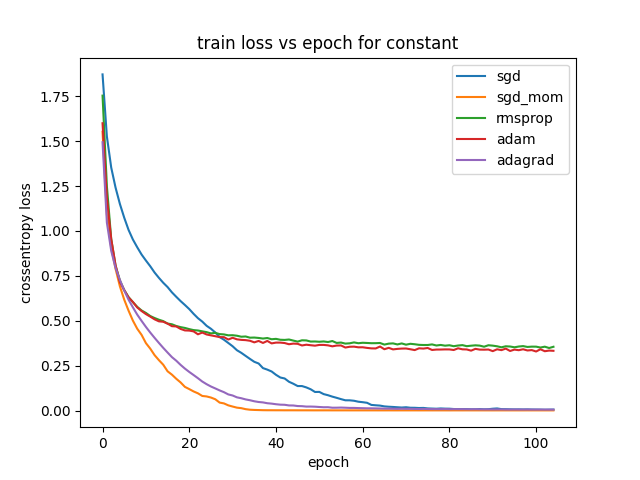 train loss vs epoch for constant
crossentropy loss
1.75
1.50
1.25
1.00
0.75
0.50
0.25
0.00
sgd
sgd_mom
rmsprop
adam
adagrad
0 20 40 60 80 100
epoch